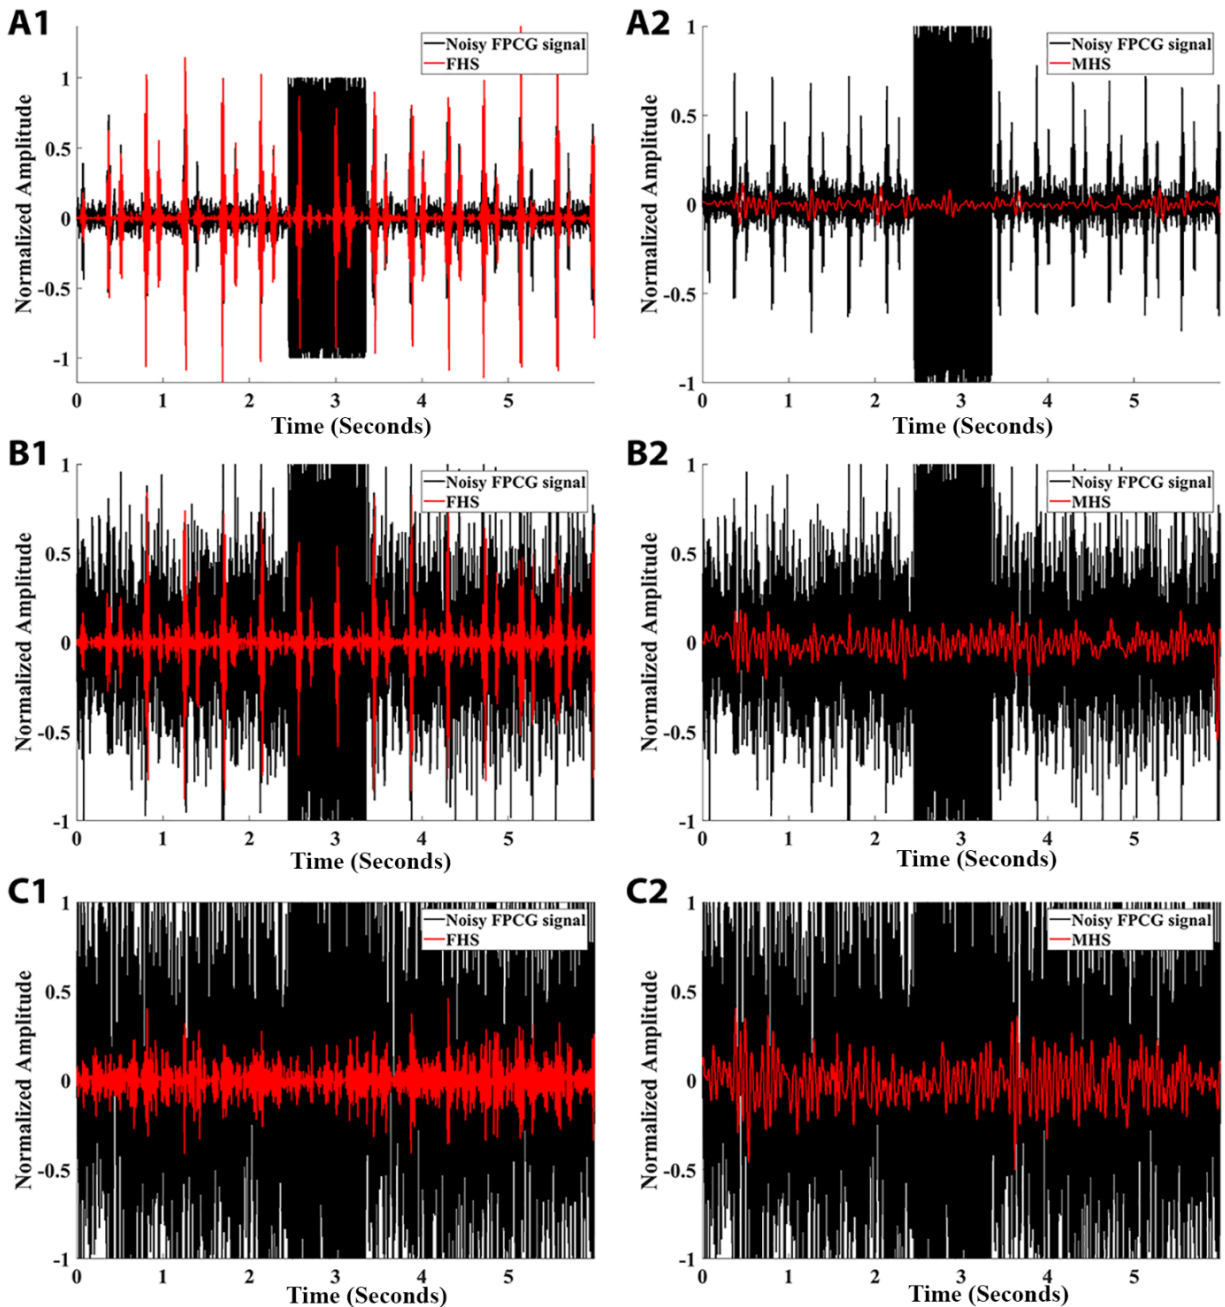 A1
Noisy FPCG signal
FHS
Normalized Amplitude
1
0.5
0
-0.5
-1
0 1 2 3 4 5
Time (Seconds)
A2
Noisy FPCG signal
MHS
Normalized Amplitude
1
0.5
0
-0.5
-1
0 1 2 3 4 5
Time (Seconds)
B1
Noisy FPCG signal
FHS
Normalized Amplitude
1
0.5
0
-0.5
-1
0 1 2 3 4 5
Time (Seconds)
B2
Noisy FPCG signal
MHS
Normalized Amplitude
1
0.5
0
-0.5
-1
0 1 2 3 4 5
Time (Seconds)
C1
Noisy FPCG signal
FHS
Normalized Amplitude
1
0.5
0
-0.5
-1
0 1 2 3 4 5
Time (Seconds)
C2
Noisy FPCG signal
MHS
Normalized Amplitude
1
0.5
0
-0.5
-1
0 1 2 3 4 5
Time (Seconds)